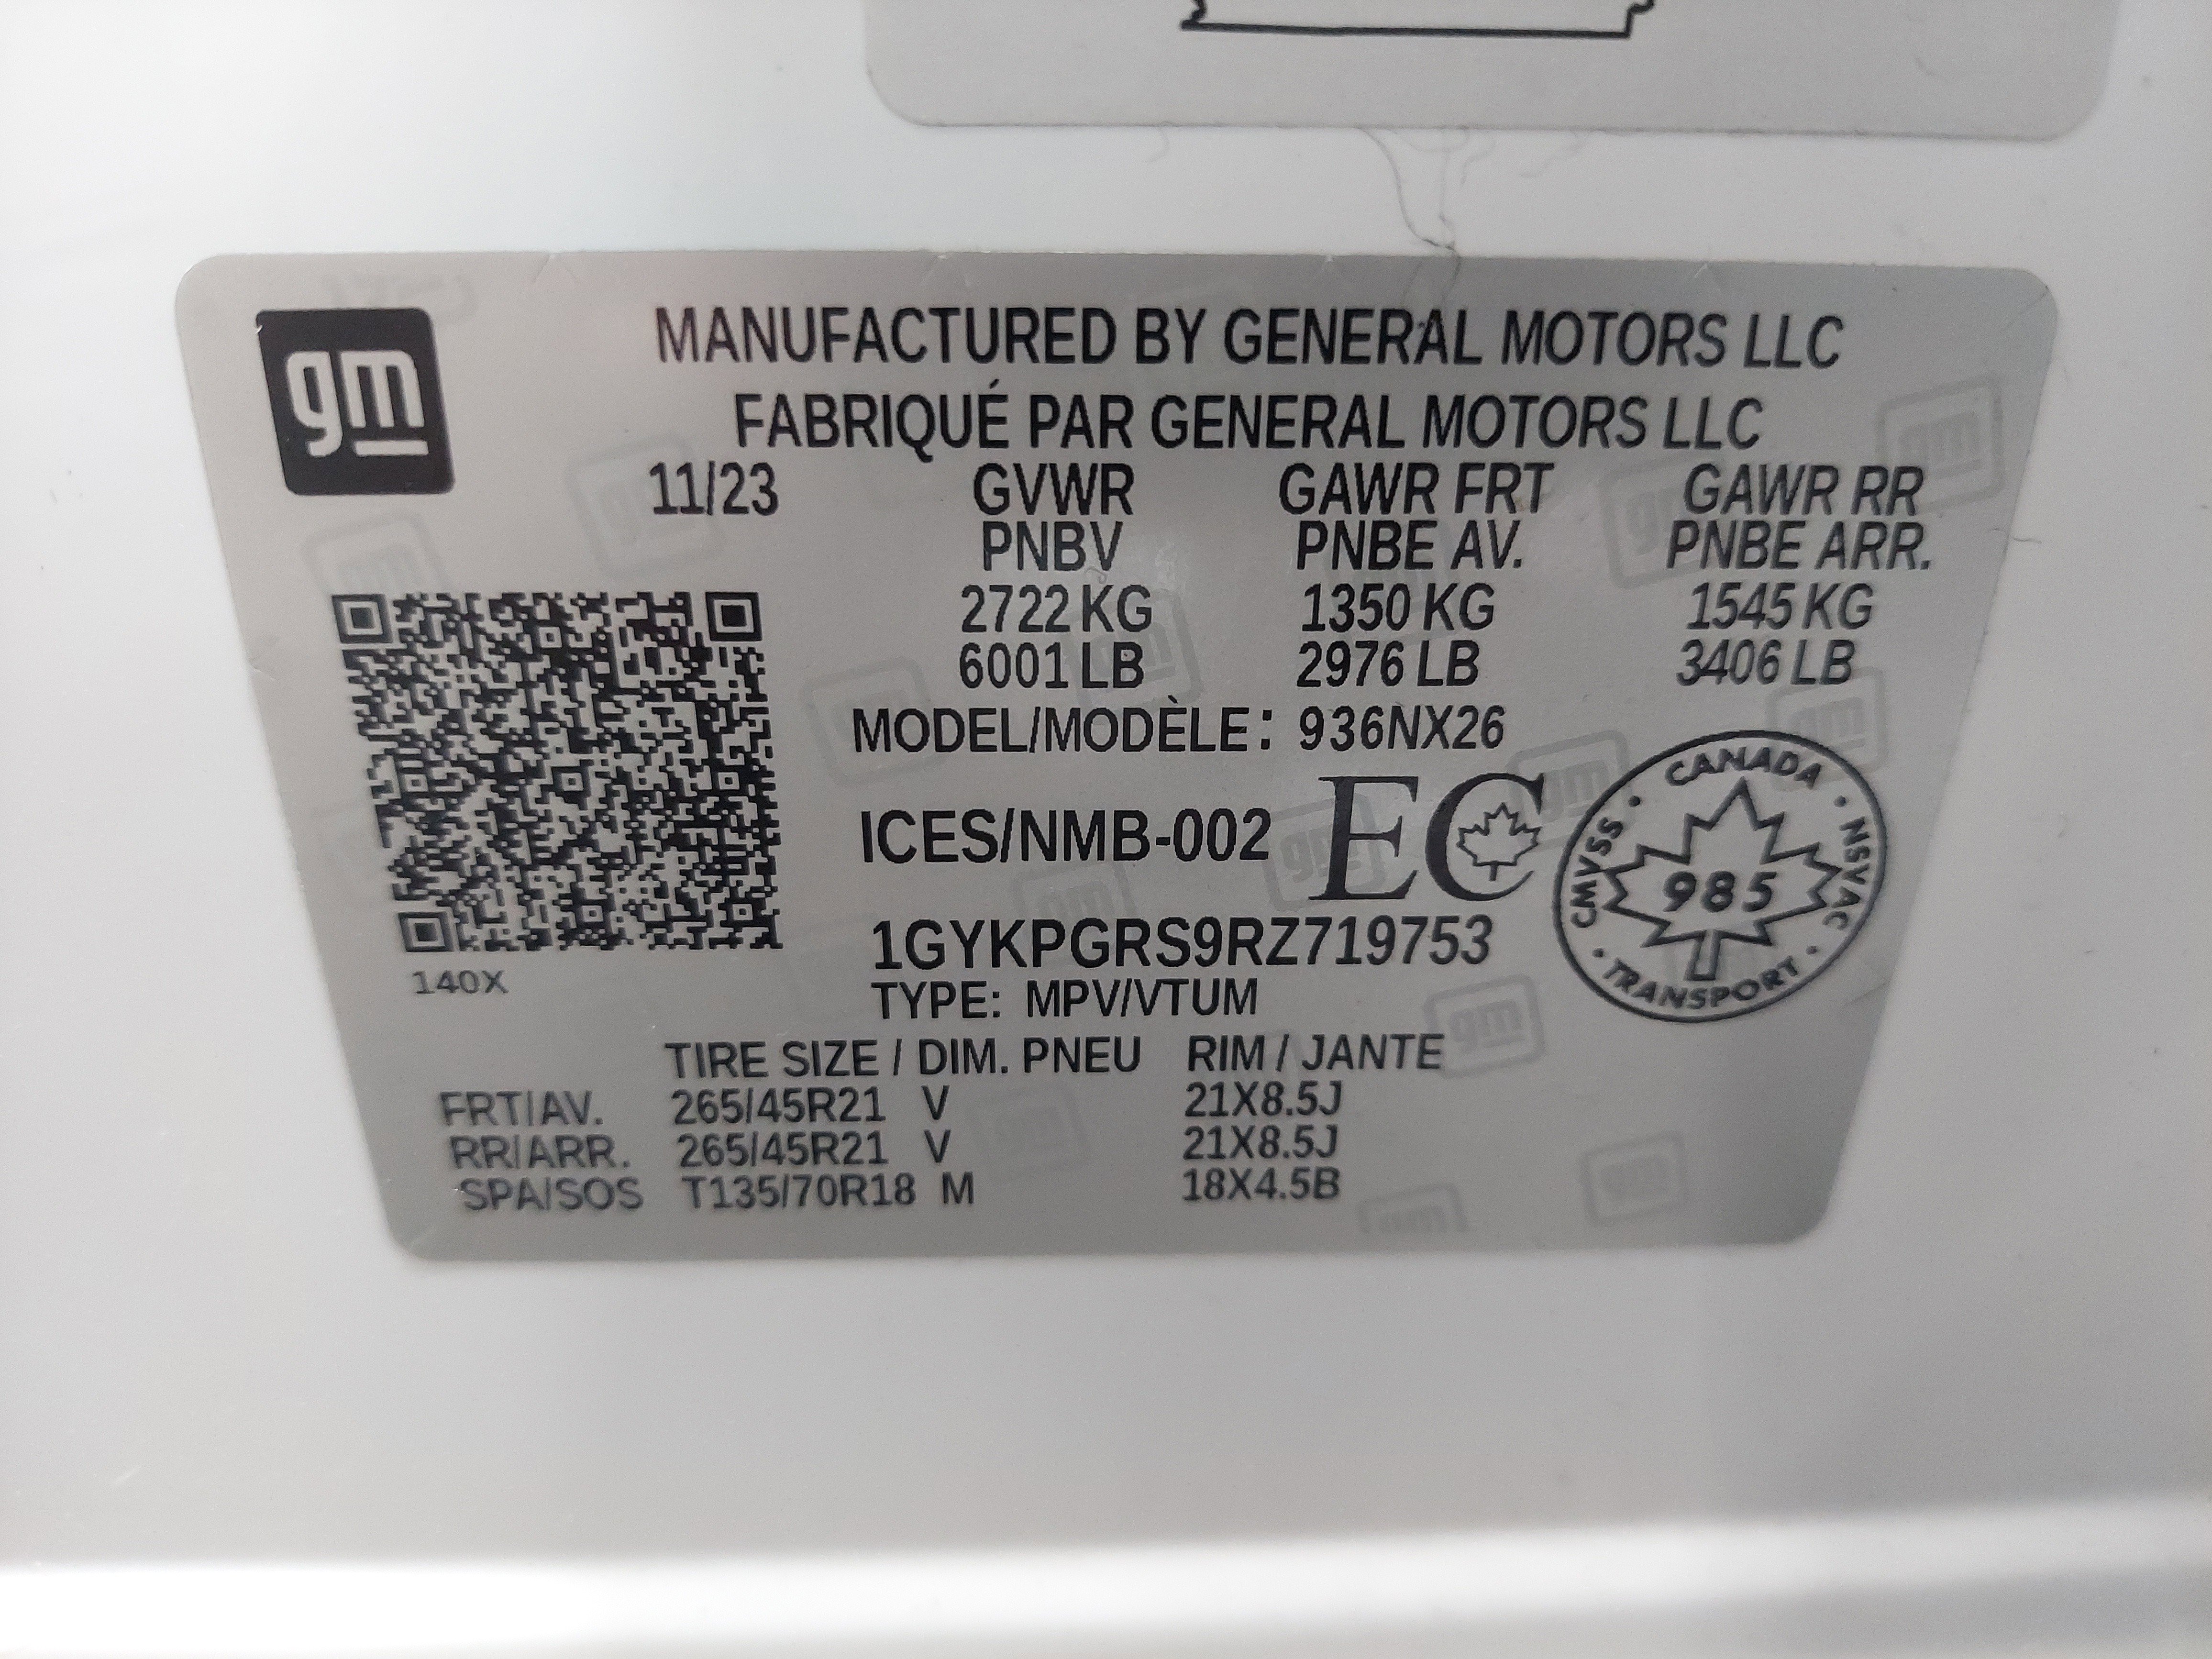 gm
MANUFACTURED BY GENERAL MOTORS LLC
FABRIQUÉ PAR GENERAL MOTORS LLC
11/23 GVWR GAWR FRT GAWR RR
PNBV PNBE AV. PNBE ARR.
2722 KG 1350 KG 1545 KG
6001 LB 2976 LB 3406 LB
MODEL/MODÈLE: 936NX26
ICES/NMB-002 EC
CANADA · NSVAC · TRANSPORT · CMVSS ·
985
1GYKPGRS9RZ719753
140X
TYPE: MPV/VTUM
TIRE SIZE / DIM. PNEU RIM / JANTE
FRT/AV. 265/45R21 V 21X8.5J
RR/ARR. 265/45R21 V 21X8.5J
SPA/SOS T135/70R18 M 18X4.5B